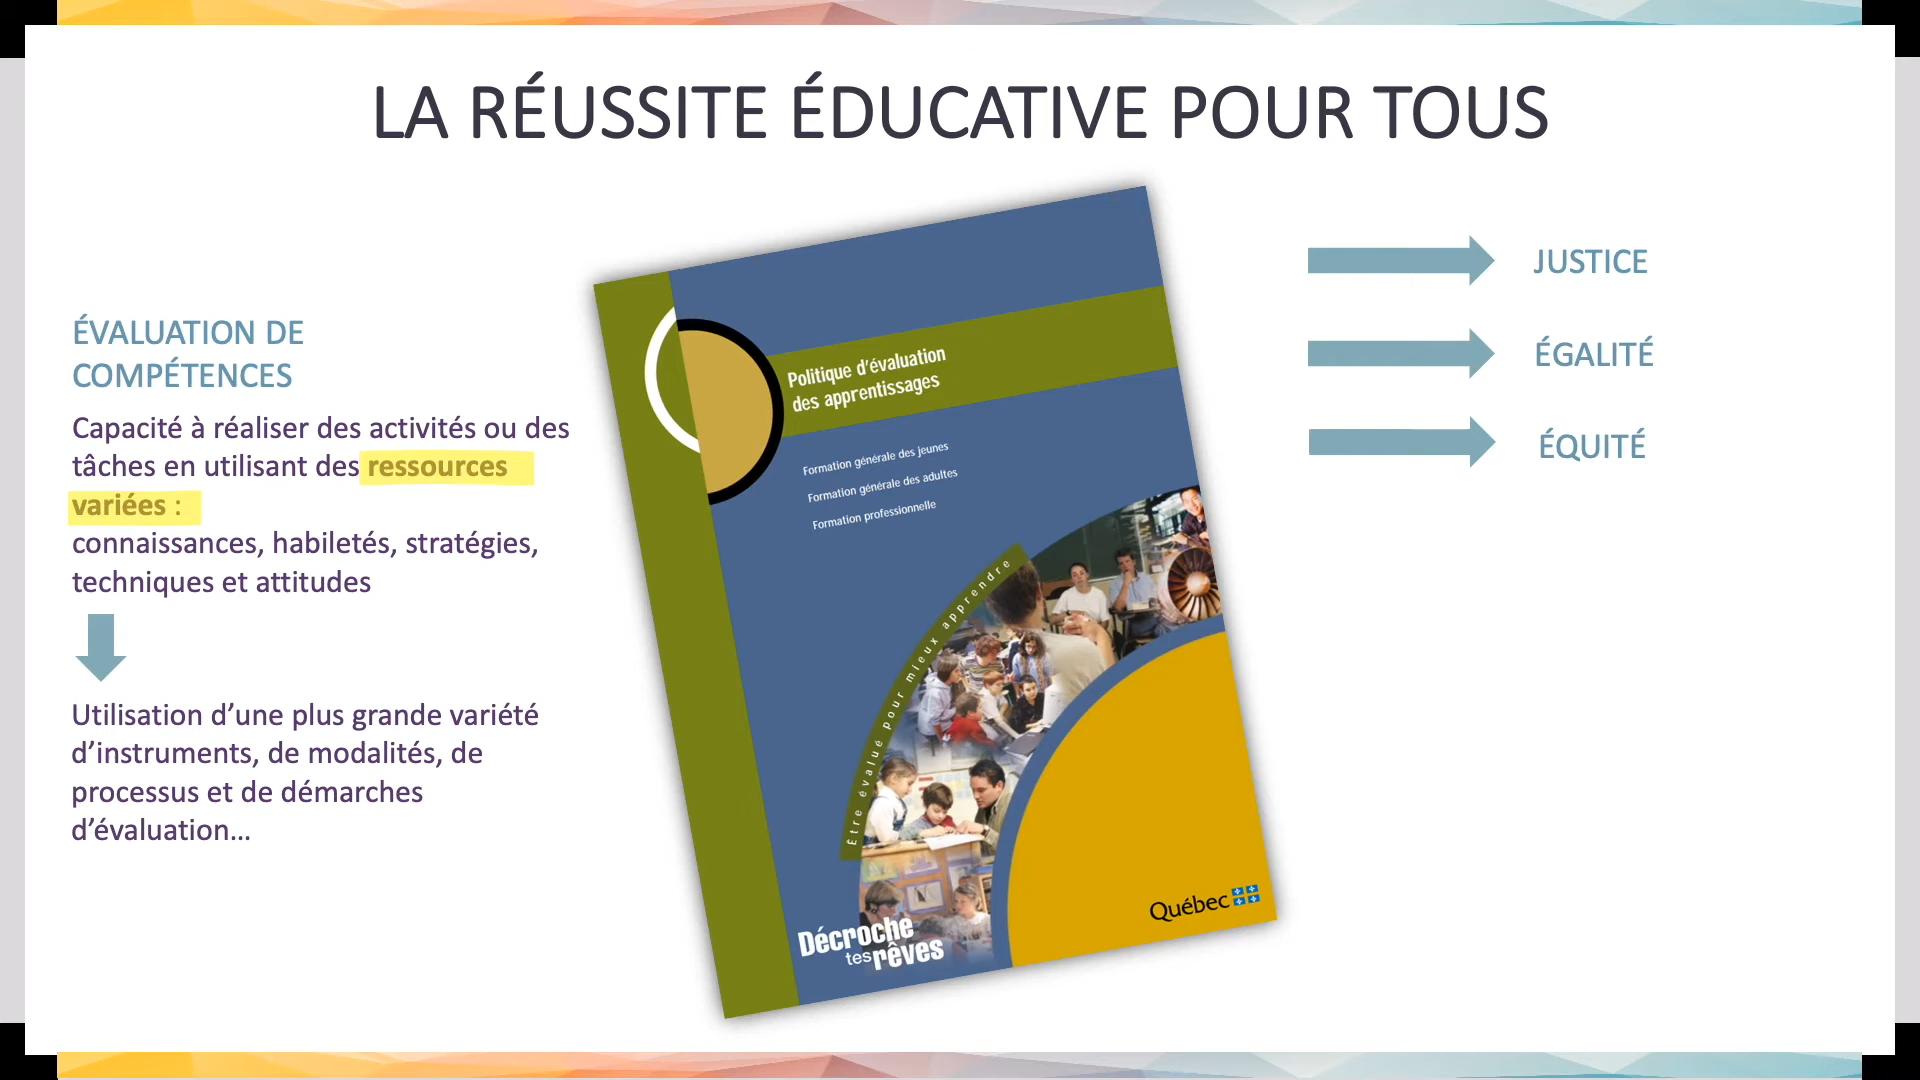 LA RÉUSSITE ÉDUCATIVE POUR TOUS
ÉVALUATION DE
COMPÉTENCES
Capacité à réaliser des activités ou des
tâches en utilisant des ressources
variées :
connaissances, habiletés, stratégies,
techniques et attitudes
Utilisation d’une plus grande variété
d’instruments, de modalités, de
processus et de démarches
d’évaluation…
Politique d'évaluation
des apprentissages
Formation générale des jeunes
Formation générale des adultes
Formation professionnelle
Être évalué pour mieux apprendre
Décroche
tes rêves
Québec
JUSTICE
ÉGALITÉ
ÉQUITÉ